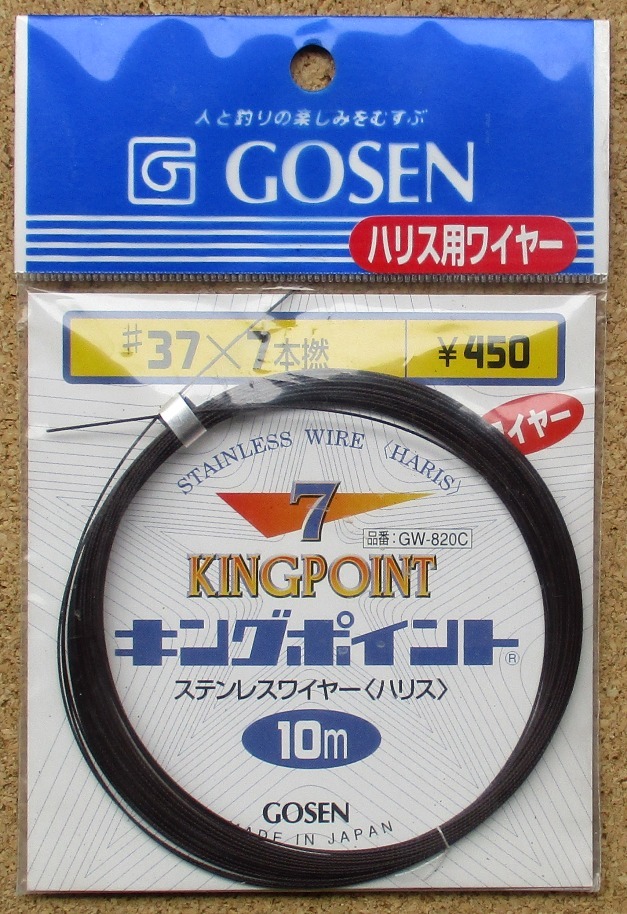 人と釣りの楽しみをむすぶ
GOSEN
ハリス用ワイヤー
#37×7本撚 ¥450
イヤー
STAINLESS WIRE 〈HARIS〉
7
品番:GW-820C
KINGPOINT
キングポイント®
ステンレスワイヤー〈ハリス〉
10m
GOSEN
MADE IN JAPAN